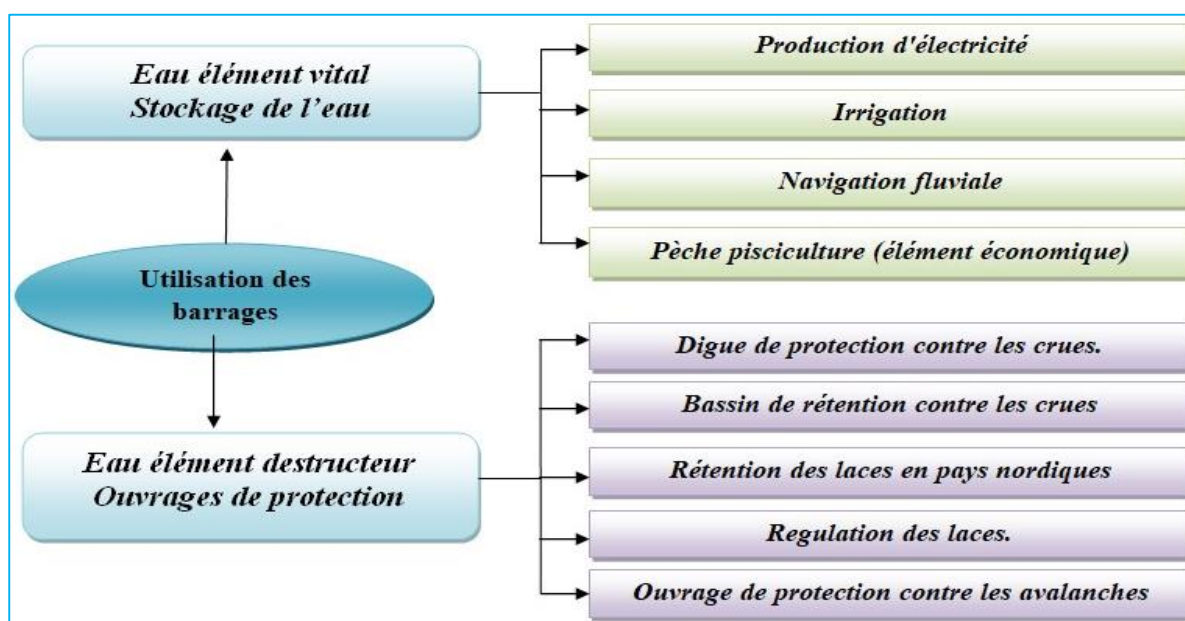 Utilisation des
barrages
Eau élément vital
Stockage de l'eau
Production d'électricité
Irrigation
Navigation fluviale
Pèche pisciculture (élément économique)
Eau élément destructeur
Ouvrages de protection
Digue de protection contre les crues.
Bassin de rétention contre les crues
Rétention des laces en pays nordiques
Regulation des laces.
Ouvrage de protection contre les avalanches